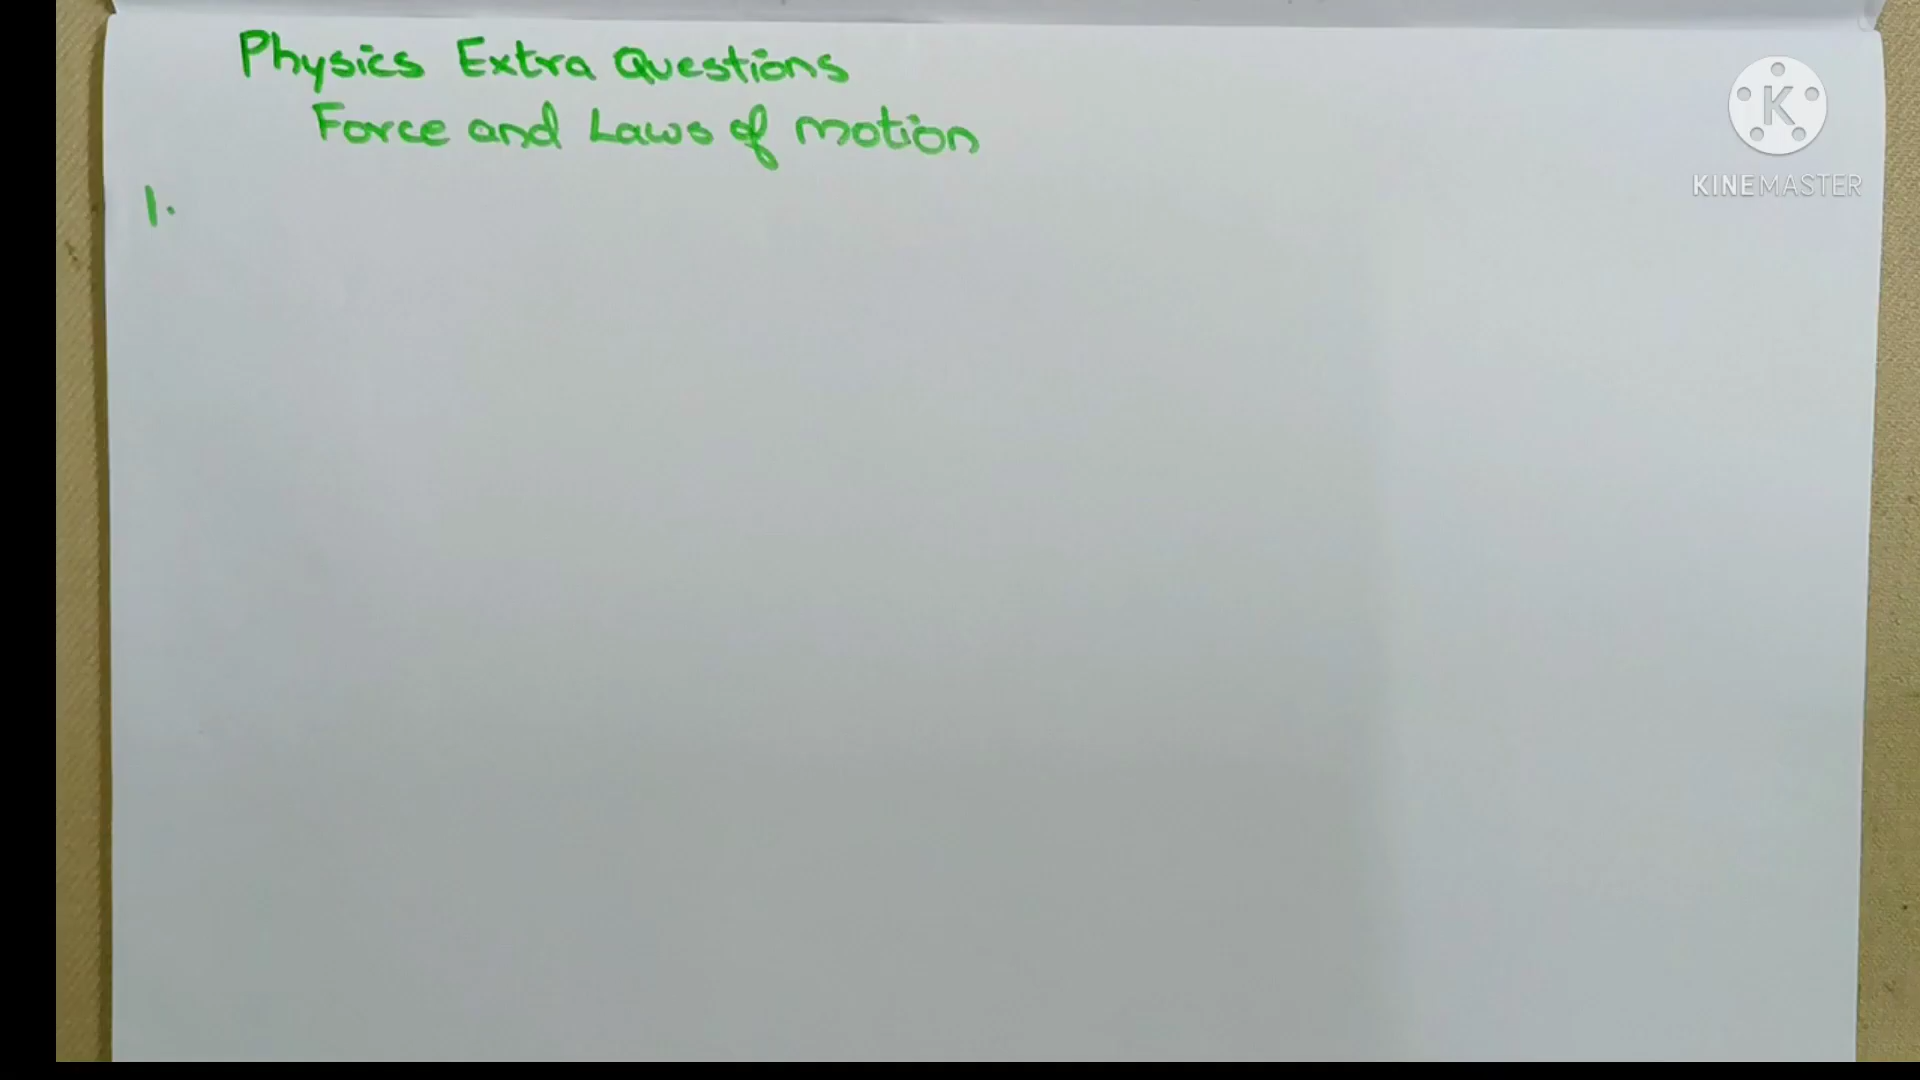 Physics Extra Questions
Force and Laws of motion
1.
K
KINEMASTER